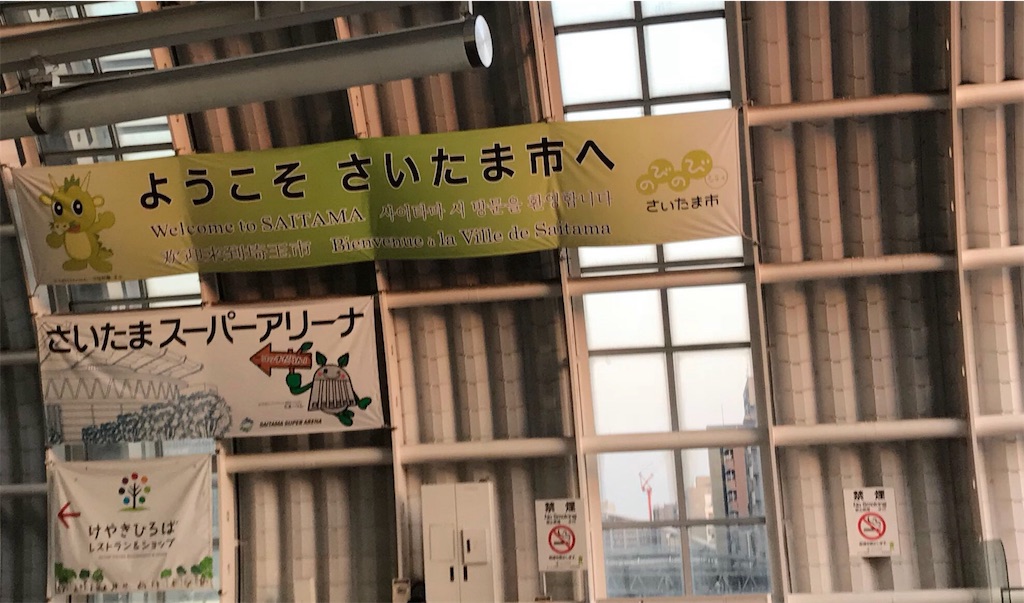 ようこそ さいたま市へ
Welcome to SAITAMA 사이타마 시 방문을 환영합니다
欢迎来到埼玉市 Bienvenue à la Ville de Saitama
のびのび
さいたま市
さいたまスーパーアリーナ
SAITAMA SUPER ARENA
けやきひろば
レストラン&ショップ
禁煙
No Smoking
禁煙
No Smoking